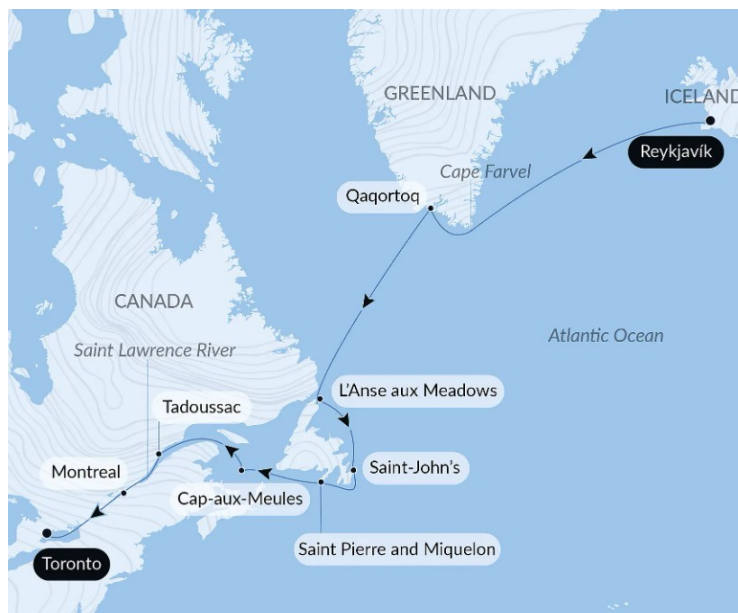 GREENLAND
ICELAND
Reykjavík
Cape Farvel
Qaqortoq
CANADA
Atlantic Ocean
Saint Lawrence River
L'Anse aux Meadows
Tadoussac
Saint-John's
Montreal
Cap-aux-Meules
Saint Pierre and Miquelon
Toronto